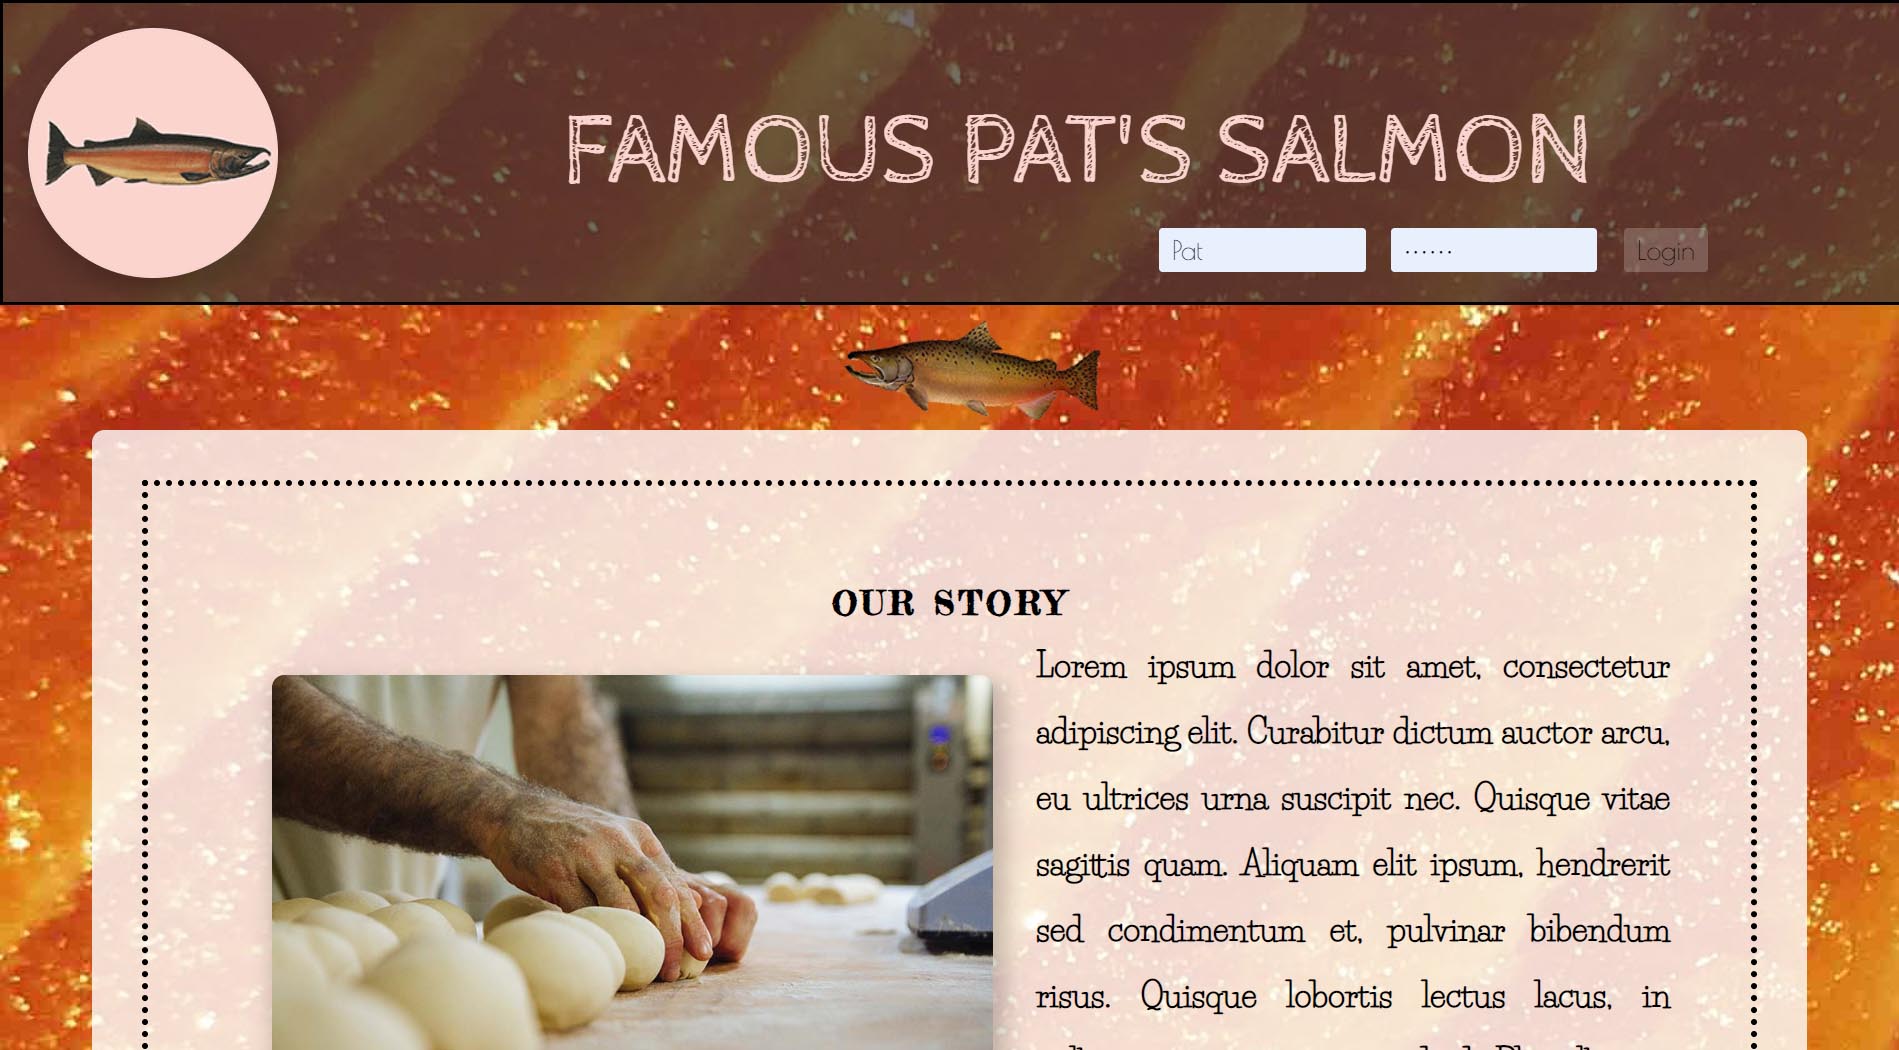 FAMOUS PAT'S SALMON
Pat
······
Login
OUR STORY
Lorem ipsum dolor sit amet, consectetur
adipiscing elit. Curabitur dictum auctor arcu,
eu ultrices urna suscipit nec. Quisque vitae
sagittis quam. Aliquam elit ipsum, hendrerit
sed condimentum et, pulvinar bibendum
risus. Quisque lobortis lectus lacus, in